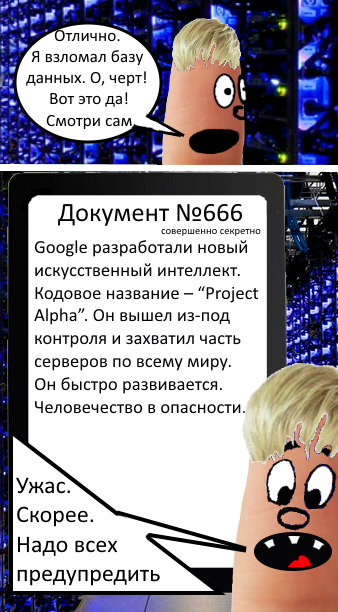 Отлично.
Я взломал базу
данных. О, черт!
Вот это да!
Смотри сам.
Документ №666
совершенно секретно
Google разработали новый
искусственный интеллект.
Кодовое название – “Project
Alpha”. Он вышел из-под
контроля и захватил часть
серверов по всему миру.
Он быстро развивается.
Человечество в опасности.
Ужас.
Скорее.
Надо всех
предупредить